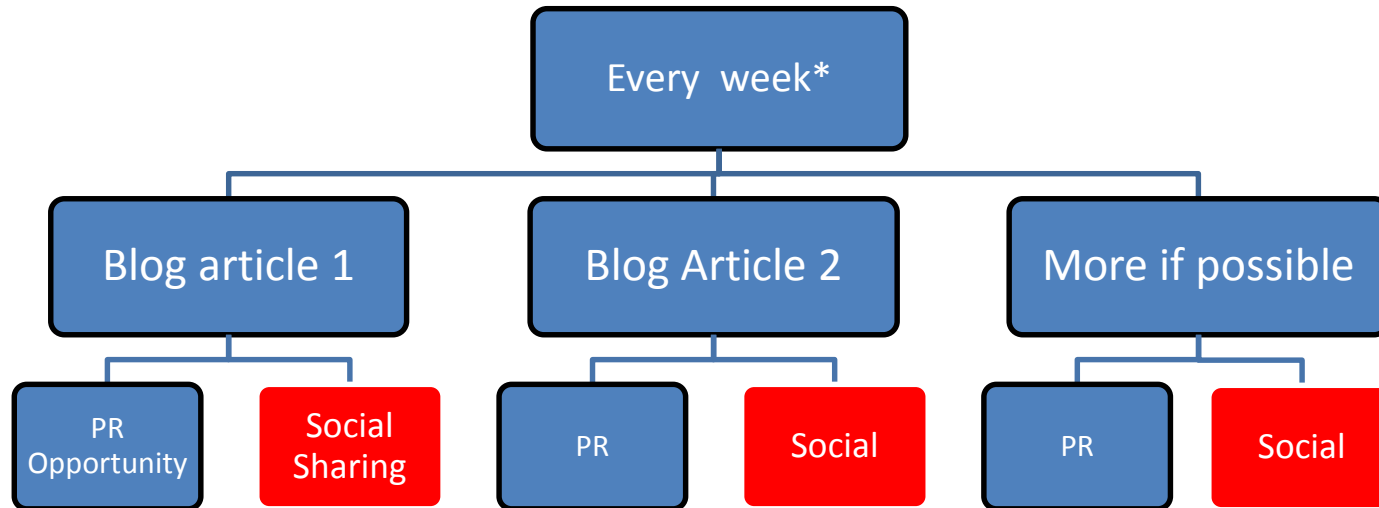 Every week*
Blog article 1
Blog Article 2
More if possible
PR
Opportunity
Social
Sharing
PR
Social
PR
Social